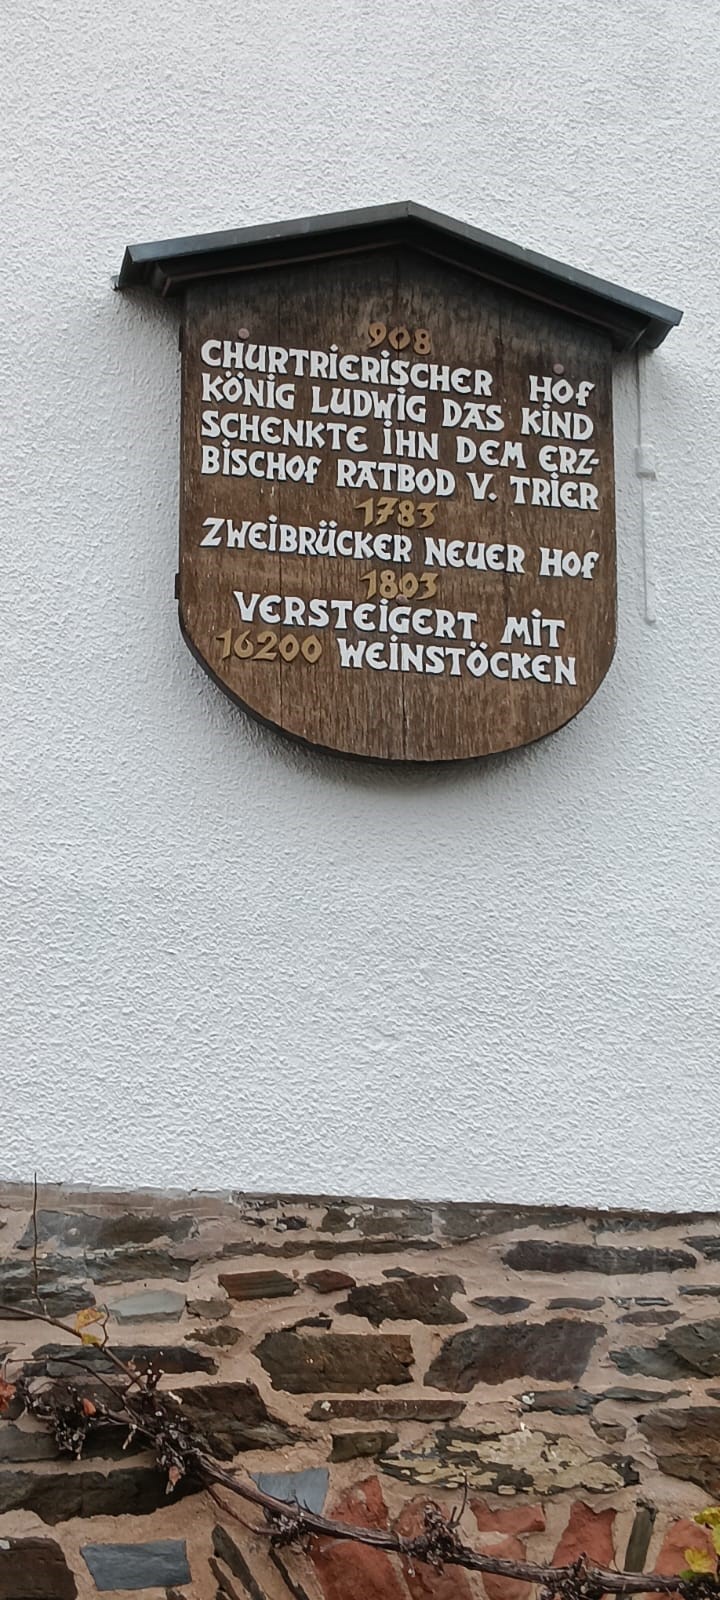 908
CHURTRIERISCHER HOF
KÖNIG LUDWIG DAS KIND
SCHENKTE IHN DEM ERZ-
BISCHOF RATBOD V. TRIER
1783
ZWEIBRÜCKER NEUER HOF
1803
VERSTEIGERT MIT
16200 WEINSTÖCKEN